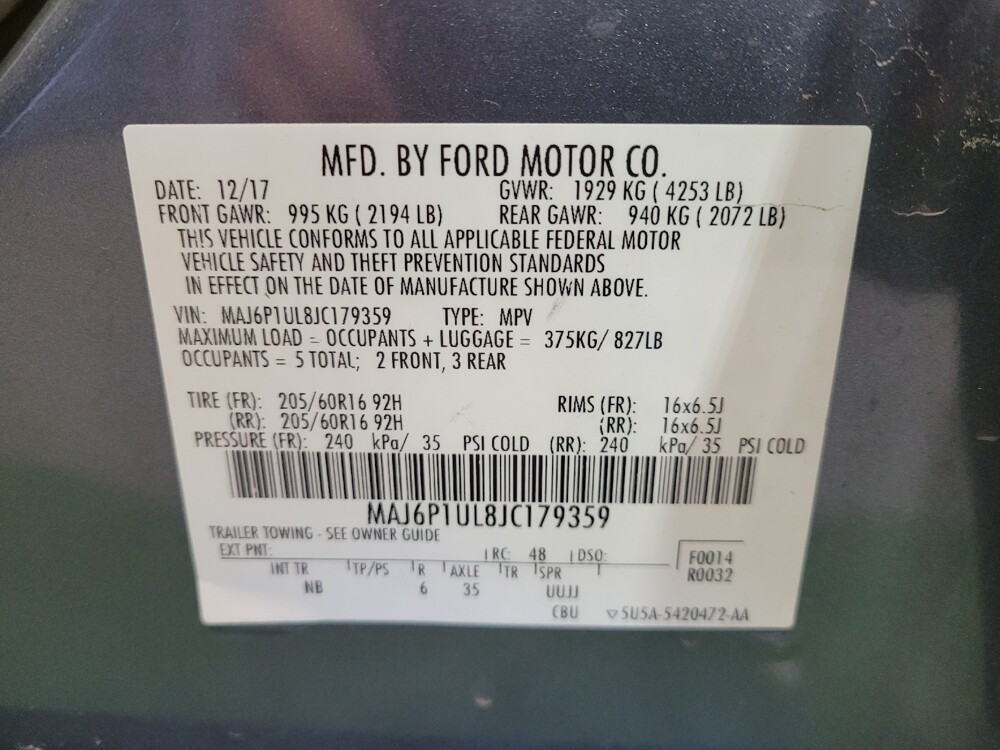 MFD. BY FORD MOTOR CO.
DATE: 12/17 GVWR: 1929 KG ( 4253 LB)
FRONT GAWR: 995 KG ( 2194 LB) REAR GAWR: 940 KG ( 2072 LB)
THIS VEHICLE CONFORMS TO ALL APPLICABLE FEDERAL MOTOR
VEHICLE SAFETY AND THEFT PREVENTION STANDARDS
IN EFFECT ON THE DATE OF MANUFACTURE SHOWN ABOVE.
VIN: MAJ6P1UL8JC179359 TYPE: MPV
MAXIMUM LOAD = OCCUPANTS + LUGGAGE = 375KG/ 827LB
OCCUPANTS = 5 TOTAL; 2 FRONT, 3 REAR
TIRE (FR): 205/60R16 92H RIMS (FR): 16x6.5J
(RR): 205/60R16 92H (RR): 16x6.5J
PRESSURE (FR): 240 kPa/ 35 PSI COLD (RR): 240 kPa/ 35 PSI COLD
MAJ6P1UL8JC179359
TRAILER TOWING - SEE OWNER GUIDE
EXT PNT: RC: 48 DSO: F0014
R0032
INT TR TP/PS R AXLE TR SPR
NB 6 35 UUJJ
CBU 5U5A-5420472-AA